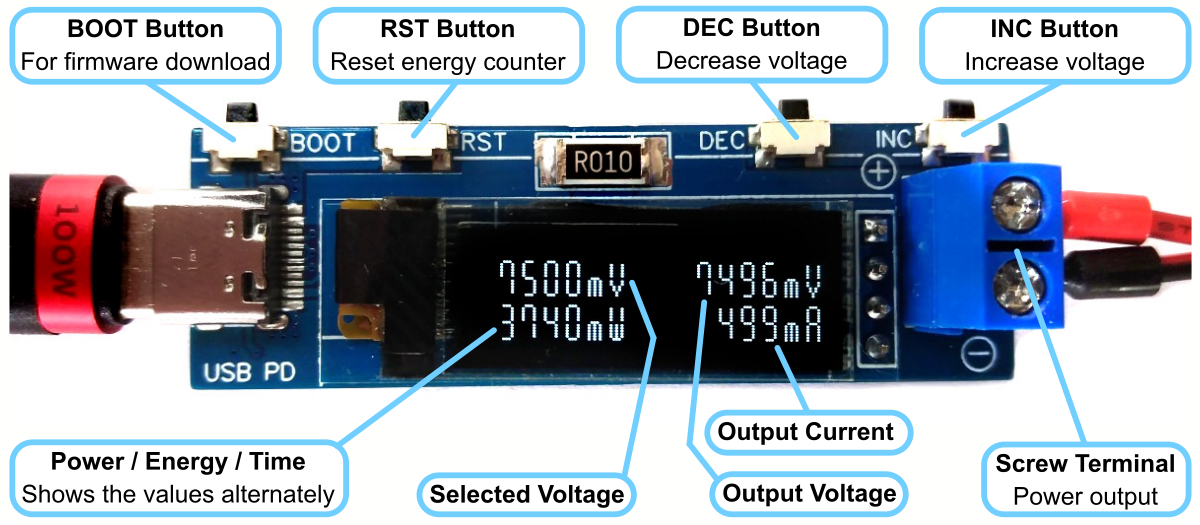 BOOT Button
For firmware download
RST Button
Reset energy counter
DEC Button
Decrease voltage
INC Button
Increase voltage
BOOT
RST
R010
DEC
INC
+
100W
7500mV
7496mV
3740mW
499mA
USB PD
−
Power / Energy / Time
Shows the values alternately
Selected Voltage
Output Current
Output Voltage
Screw Terminal
Power output